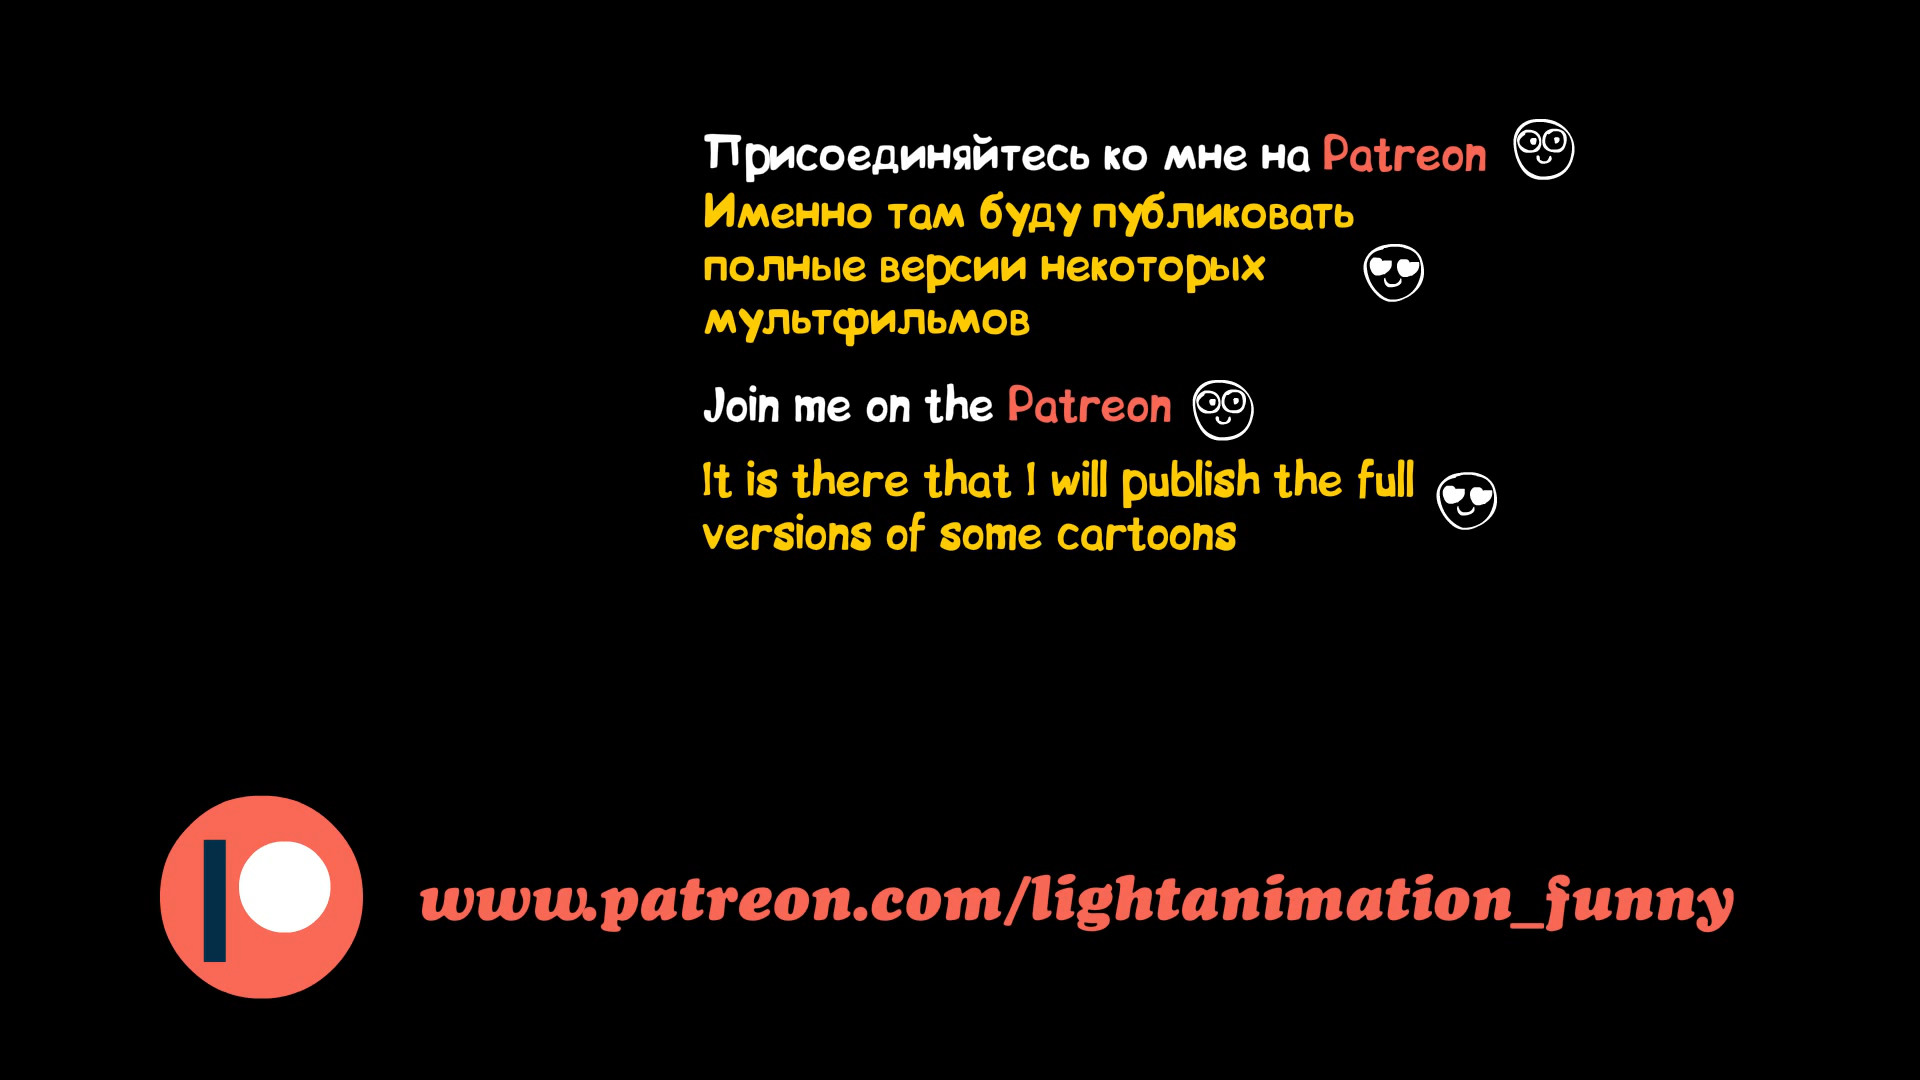 Присоединяйтесь ко мне на Patreon
Именно там буду публиковать
полные версии некоторых
мультфильмов
Join me on the Patreon
It is there that I will publish the full
versions of some cartoons
www.patreon.com/lightanimation_funny